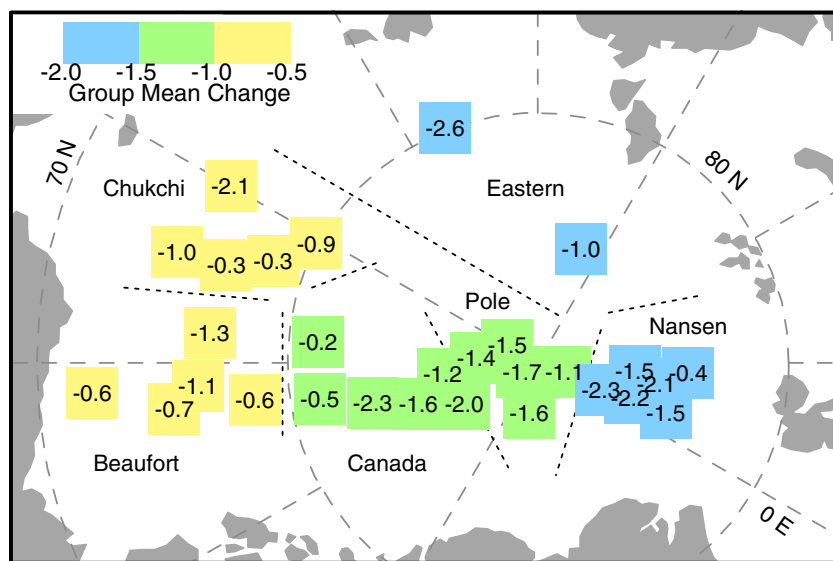 -2.0 -1.5 -1.0 -0.5
Group Mean Change
-2.6
70 N
80 N
Chukchi
-2.1
Eastern
-1.0
-0.3
-0.3
-0.9
-1.0
Pole
Nansen
-1.3
-0.2
-1.2
-1.4
-1.5
-1.7
-1.1
-1.5
-0.4
-0.6
-1.1
-0.7
-0.6
-0.5
-2.3
-1.6
-2.0
-1.6
-2.3
-2.1
-2.2
-1.5
Beaufort
Canada
0 E